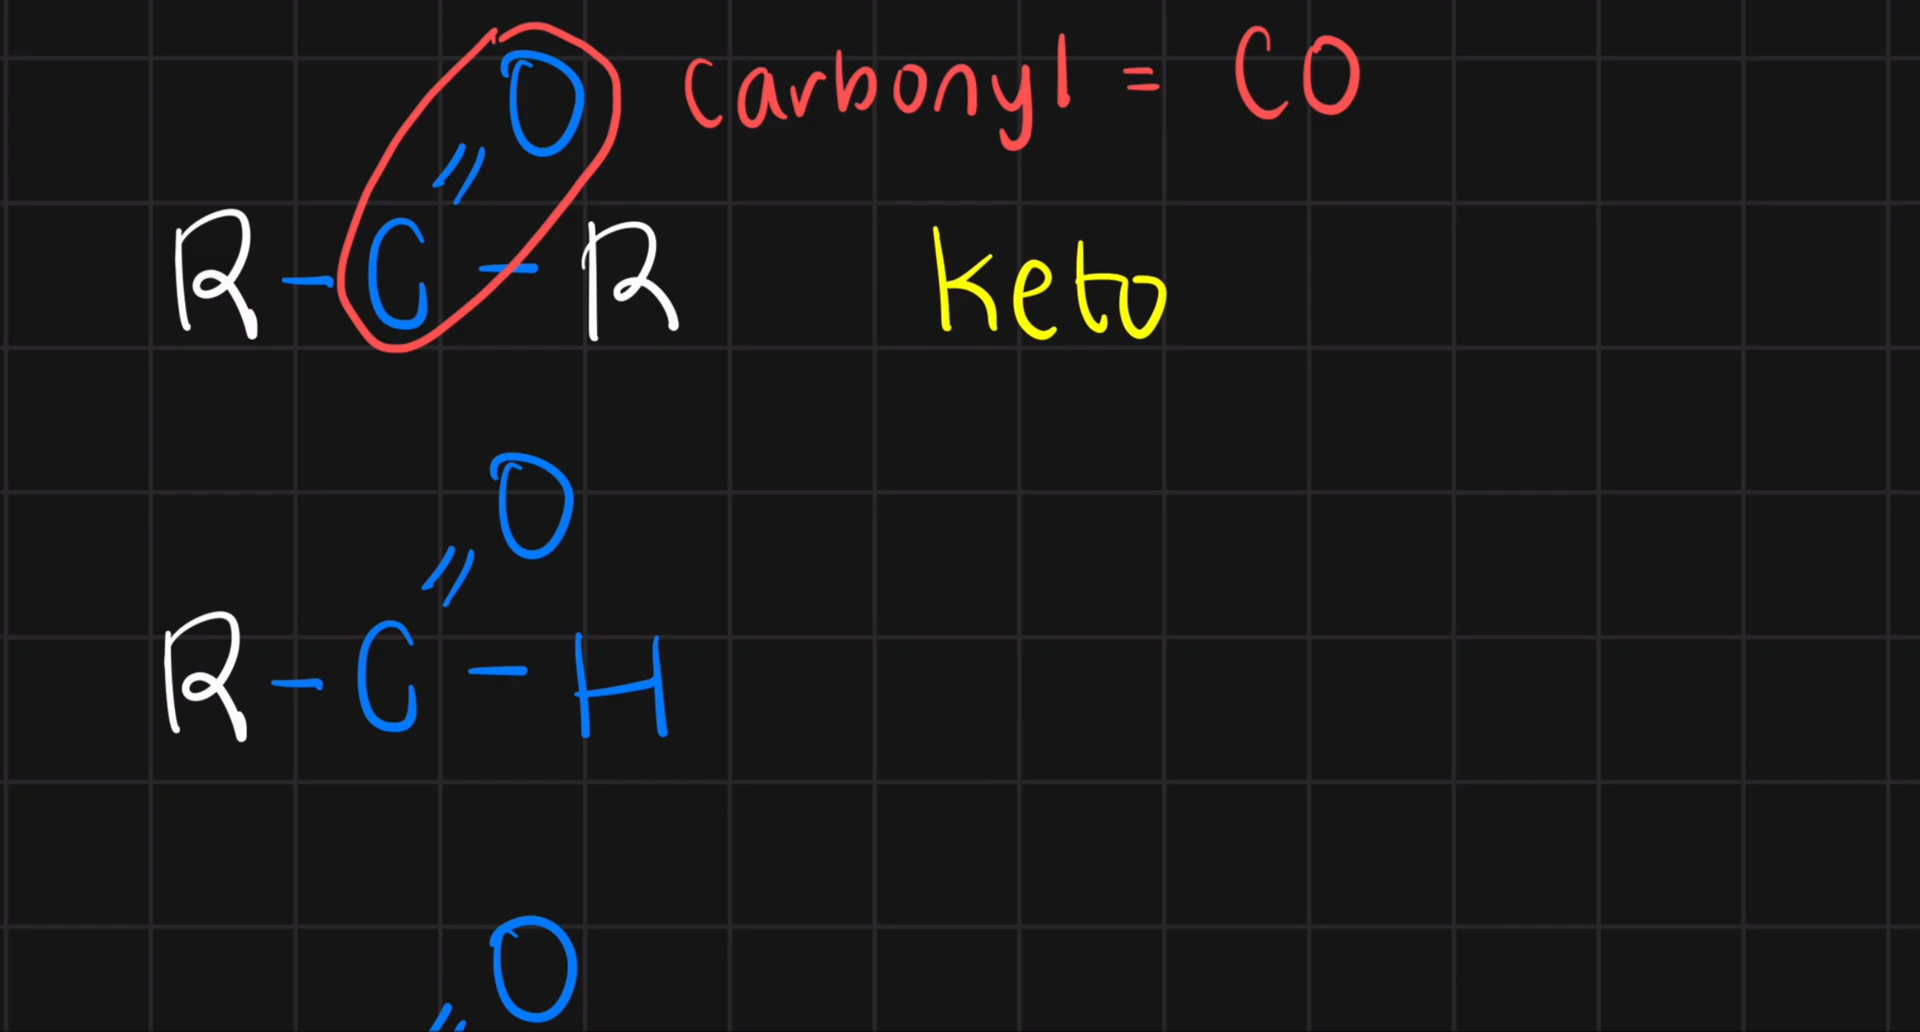 O carbonyl = CO
//
R - C - R keto
O
//
R - C - H
O
//